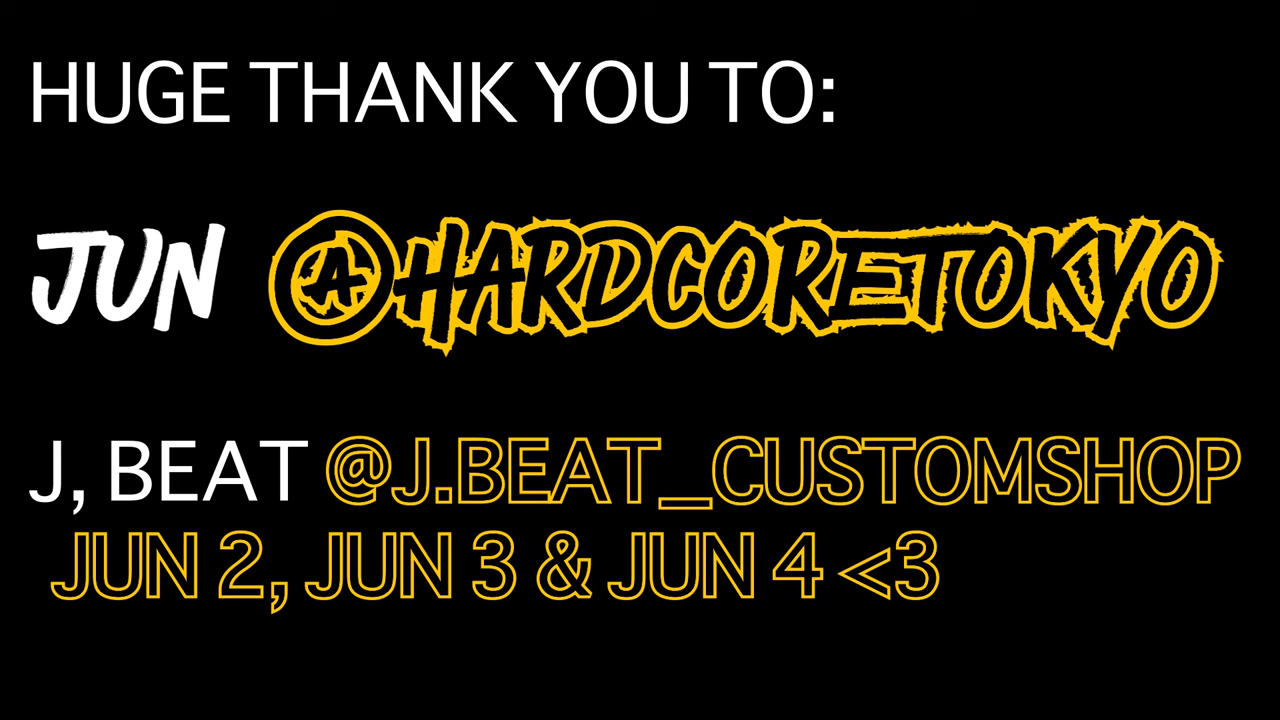 HUGE THANK YOU TO:
JUN @HARDCORETOKYO
J, BEAT @J.BEAT_CUSTOMSHOP
JUN 2, JUN 3 & JUN 4 <3